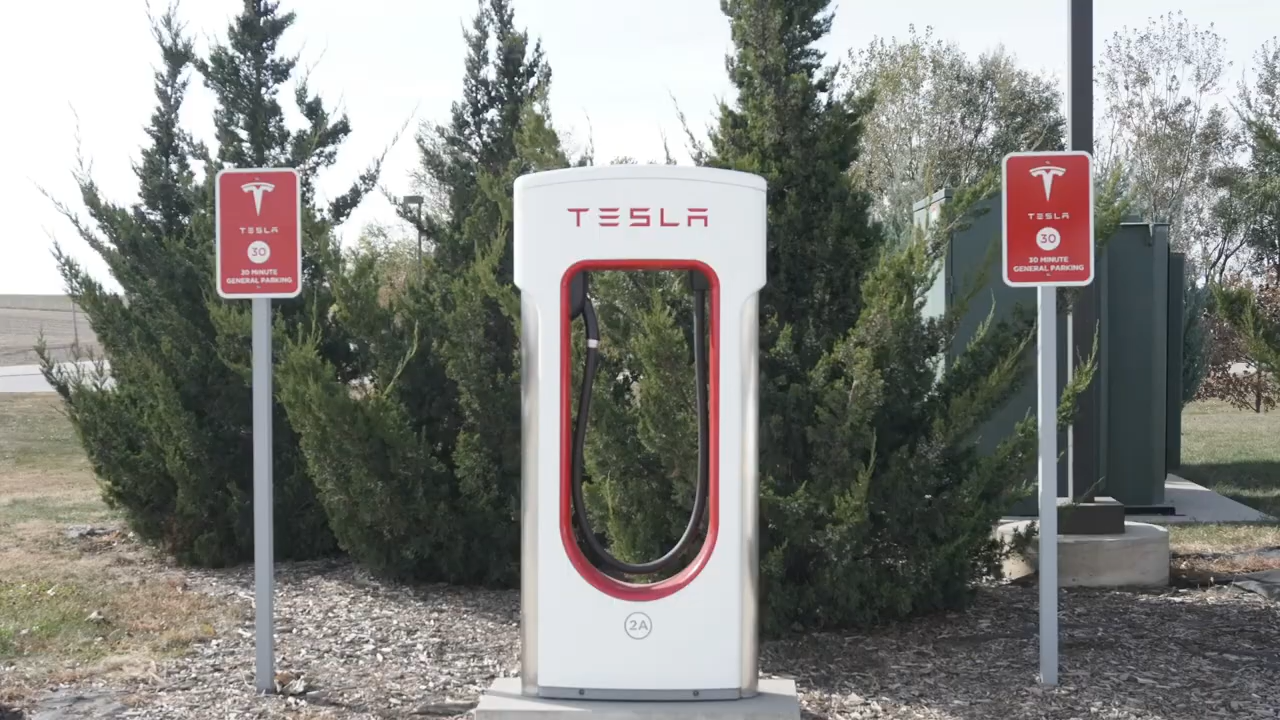 TESLA
30
30 MINUTE
GENERAL PARKING
TESLA
2A
TESLA
30
30 MINUTE
GENERAL PARKING